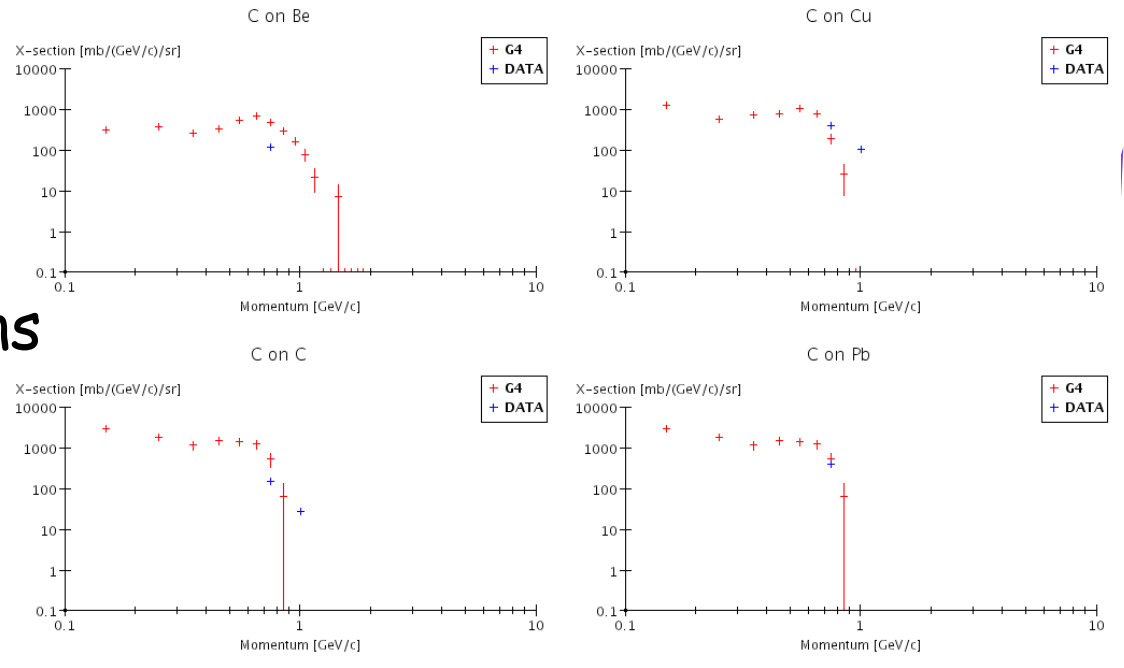 C on Be
X-section [mb/(GeV/c)/sr]
+ G4
+ DATA
10000
1000
100
10
1
0.1
0.1
1
10
Momentum [GeV/c]
C on Cu
X-section [mb/(GeV/c)/sr]
+ G4
+ DATA
10000
1000
100
10
1
0.1
0.1
1
10
Momentum [GeV/c]
ns
C on C
X-section [mb/(GeV/c)/sr]
+ G4
+ DATA
10000
1000
100
10
1
0.1
0.1
1
10
Momentum [GeV/c]
C on Pb
X-section [mb/(GeV/c)/sr]
+ G4
+ DATA
10000
1000
100
10
1
0.1
0.1
1
10
Momentum [GeV/c]